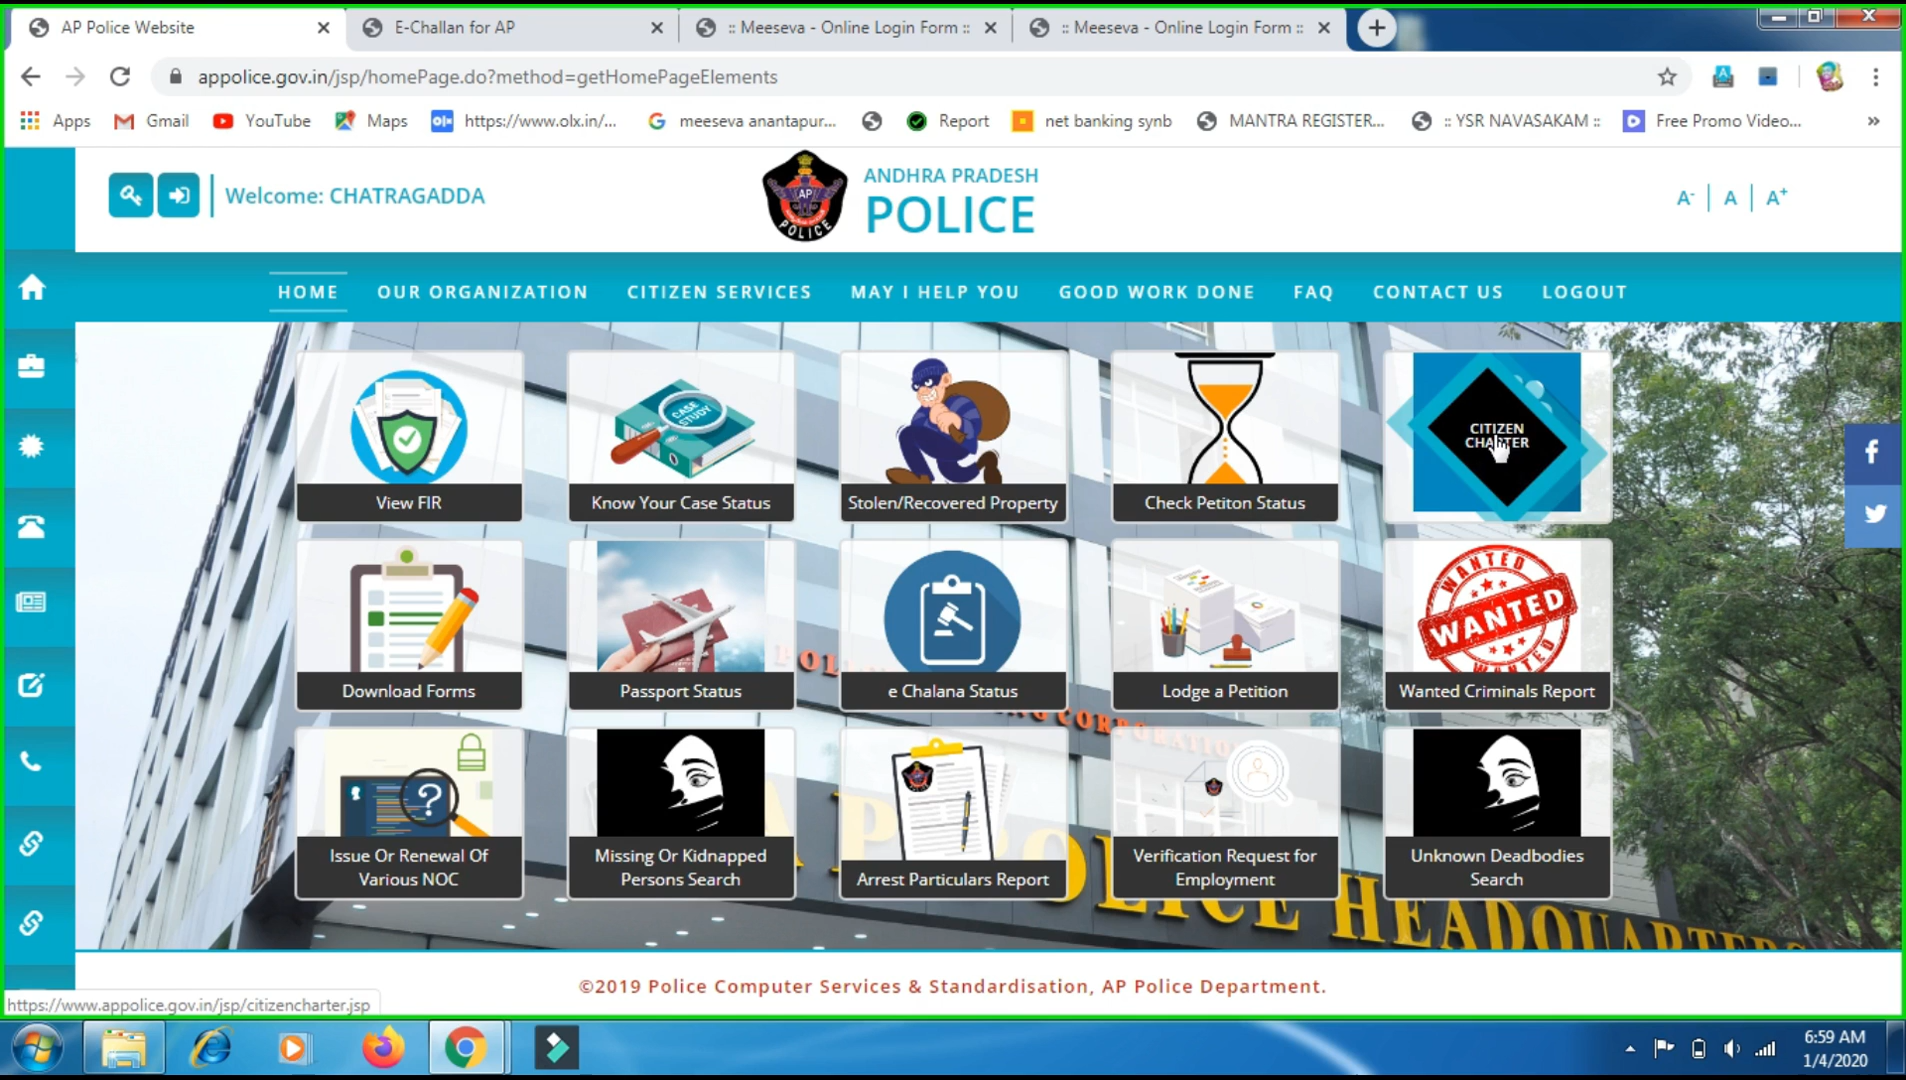 AP Police Website
E-Challan for AP
:: Meeseva - Online Login Form ::
:: Meeseva - Online Login Form ::
appolice.gov.in/jsp/homePage.do?method=getHomePageElements
Apps
Gmail
YouTube
Maps
https://www.olx.in/...
meeseva anantapur...
Report
net banking synb
MANTRA REGISTER...
:: YSR NAVASAKAM ::
Free Promo Video...
Welcome: CHATRAGADDA
AP
POLICE
ANDHRA PRADESH
POLICE
A-
A
A+
HOME
OUR ORGANIZATION
CITIZEN SERVICES
MAY I HELP YOU
GOOD WORK DONE
FAQ
CONTACT US
LOGOUT
CASE
STUDY
CITIZEN
CHARTER
View FIR
Know Your Case Status
Stolen/Recovered Property
Check Petiton Status
WANTED
WANTED
WANTED
Download Forms
Passport Status
e Chalana Status
Lodge a Petition
Wanted Criminals Report
Issue Or Renewal Of
Various NOC
Missing Or Kidnapped
Persons Search
Arrest Particulars Report
Verification Request for
Employment
Unknown Deadbodies
Search
©2019 Police Computer Services & Standardisation, AP Police Department.
https://www.appolice.gov.in/jsp/citizencharter.jsp
6:59 AM
1/4/2020